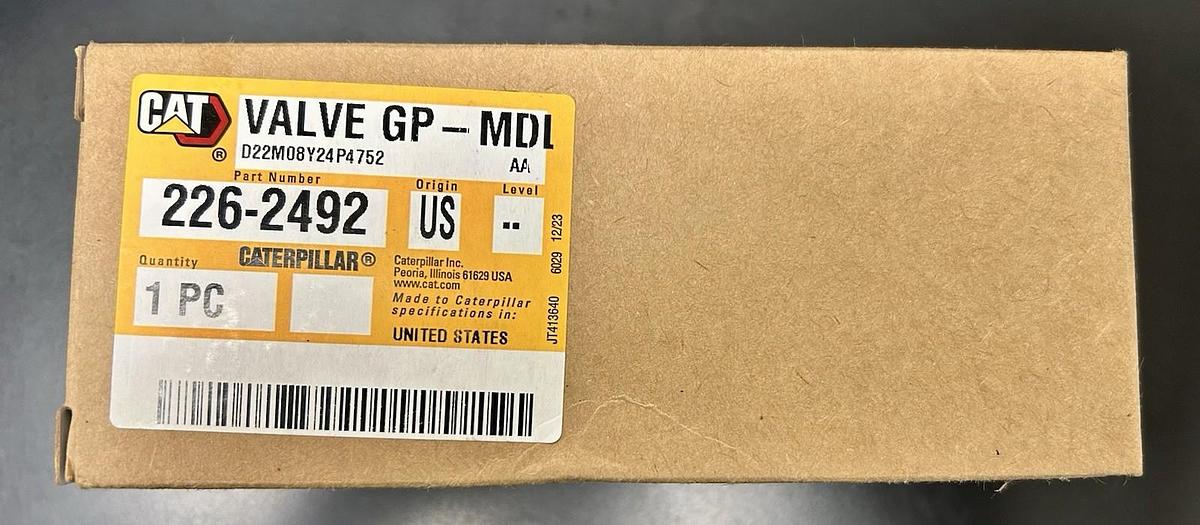 CAT
®
VALVE GP – MDL
D22M08Y24P4752
AA
Part Number
Origin
Level
226-2492
US
--
Quantity
CATERPILLAR®
1 PC
Caterpillar Inc.
Peoria, Illinois 61629 USA
www.cat.com
Made to Caterpillar
specifications in:
UNITED STATES
JT413640 6029 12/23